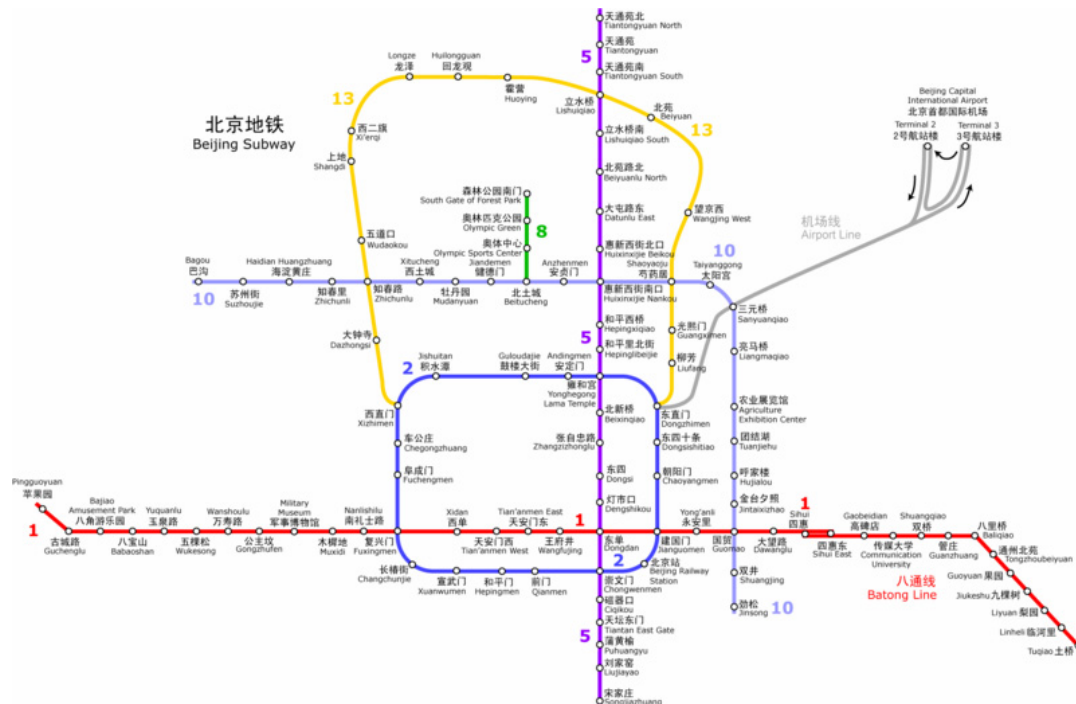 天通苑北
Tiantongyuan North
天通苑
Tiantongyuan
5
天通苑南
Tiantongyuan South
Longze
龙泽
Huilongguan
回龙观
霍营
Huoying
立水桥
Lishuiqiao
北苑
Beiyuan
13
13
Beijing Capital
International Airport
北京首都国际机场
Terminal 2
2号航站楼
Terminal 3
3号航站楼
北京地铁
Beijing Subway
西二旗
Xi'erqi
上地
Shangdi
立水桥南
Lishuiqiao South
北苑路北
Beiyuanlu North
森林公园南门
South Gate of Forest Park
奥林匹克公园
Olympic Green
8
奥体中心
Olympic Sports Center
大屯路东
Datunlu East
望京西
Wangjing West
机场线
Airport Line
五道口
Wudaokou
惠新西街北口
Huixinxijie Beikou
Shaoyaoju
芍药居
10
Taiyanggong
太阳宫
Bagou
巴沟
10
苏州街
Suzhoujie
Haidian Huangzhuang
海淀黄庄
知春里
Zhichunli
知春路
Zhichunlu
Xitucheng
西土城
牡丹园
Mudanyuan
Jiandemen
健德门
北土城
Beitucheng
Anzhenmen
安贞门
惠新西街南口
Huixinxijie Nankou
三元桥
Sanyuanqiao
大钟寺
Dazhongsi
和平西桥
Hepingxiqiao
5
和平里北街
Hepinglibeijie
光熙门
Guangximen
柳芳
Liufang
亮马桥
Liangmaqiao
2
Jishuitan
积水潭
Guloudajie
鼓楼大街
Andingmen
安定门
雍和宫
Yonghegong
Lama Temple
西直门
Xizhimen
北新桥
Beixinqiao
东直门
Dongzhimen
农业展览馆
Agriculture
Exhibition Center
车公庄
Chegongzhuang
张自忠路
Zhangzizhonglu
东四十条
Dongsishitiao
团结湖
Tuanjiehu
阜成门
Fuchengmen
东四
Dongsi
朝阳门
Chaoyangmen
呼家楼
Hujialou
灯市口
Dengshikou
金台夕照
Jintaixizhao
Pingguoyuan
苹果园
1
古城路
Guchenglu
Bajiao
Amusement Park
八角游乐园
八宝山
Babaoshan
Yuquanlu
玉泉路
五棵松
Wukesong
Wanshoulu
万寿路
公主坟
Gongzhufen
Military
Museum
军事博物馆
木樨地
Muxidi
Nanlishilu
南礼士路
复兴门
Fuxingmen
Xidan
西单
天安门西
Tian'anmen West
Tian'anmen East
天安门东
王府井
Wangfujing
1
东单
Dongdan
建国门
Jianguomen
Yong'anli
永安里
国贸
Guomao
大望路
Dawanglu
1
Sihui
四惠
四惠东
Sihui East
Gaobeidian
高碑店
传媒大学
Communication
University
Shuangqiao
双桥
管庄
Guanzhuang
八里桥
Baliqiao
通州北苑
Tongzhoubeiyuan
Guoyuan 果园
Jiukeshu 九棵树
Liyuan 梨园
Linheli 临河里
Tuqiao 土桥
八通线
Batong Line
长椿街
Changchunjie
宣武门
Xuanwumen
和平门
Hepingmen
前门
Qianmen
2
崇文门
Chongwenmen
北京站
Beijing Railway
Station
双井
Shuangjing
劲松
Jinsong
10
磁器口
Ciqikou
天坛东门
Tiantan East Gate
5
蒲黄榆
Puhuangyu
刘家窑
Liujiayao
宋家庄
Songjiazhuang